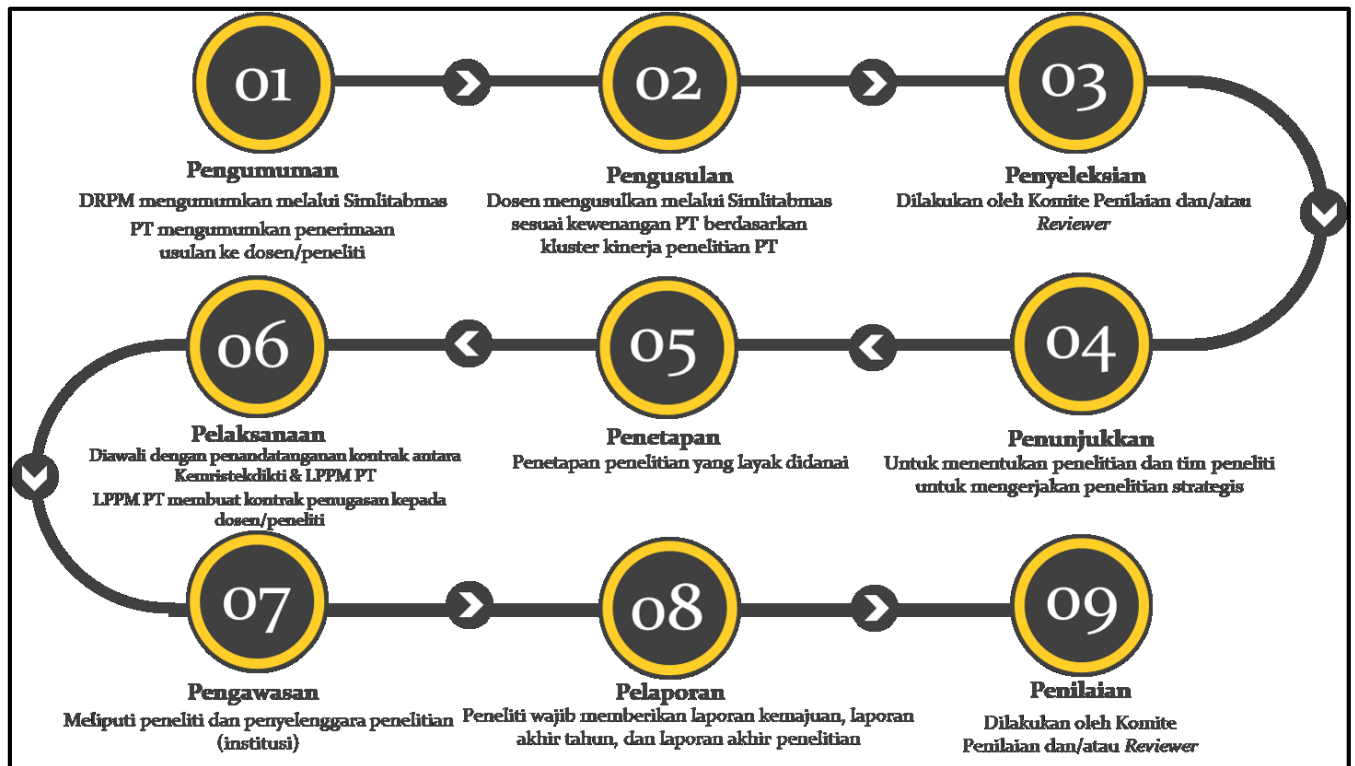 01
Pengumuman
DRPM mengumumkan melalui Simlitabmas
PT mengumumkan penerimaan
usulan ke dosen/peneliti
02
Pengusulan
Dosen mengusulkan melalui Simlitabmas
sesuai kewenangan PT berdasarkan
kluster kinerja penelitian PT
03
Penyeleksian
Dilakukan oleh Komite Penilaian dan/atau
Reviewer
04
Penunjukkan
Untuk menentukan penelitian dan tim peneliti
untuk mengerjakan penelitian strategis
05
Penetapan
Penetapan penelitian yang layak didanai
06
Pelaksanaan
Diawali dengan penandatanganan kontrak antara
Kemristekdikti & LPPM PT
LPPM PT membuat kontrak penugasan kepada
dosen/peneliti
07
Pengawasan
Meliputi peneliti dan penyelenggara penelitian
(institusi)
08
Pelaporan
Peneliti wajib memberikan laporan kemajuan, laporan
akhir tahun, dan laporan akhir penelitian
09
Penilaian
Dilakukan oleh Komite
Penilaian dan/atau Reviewer